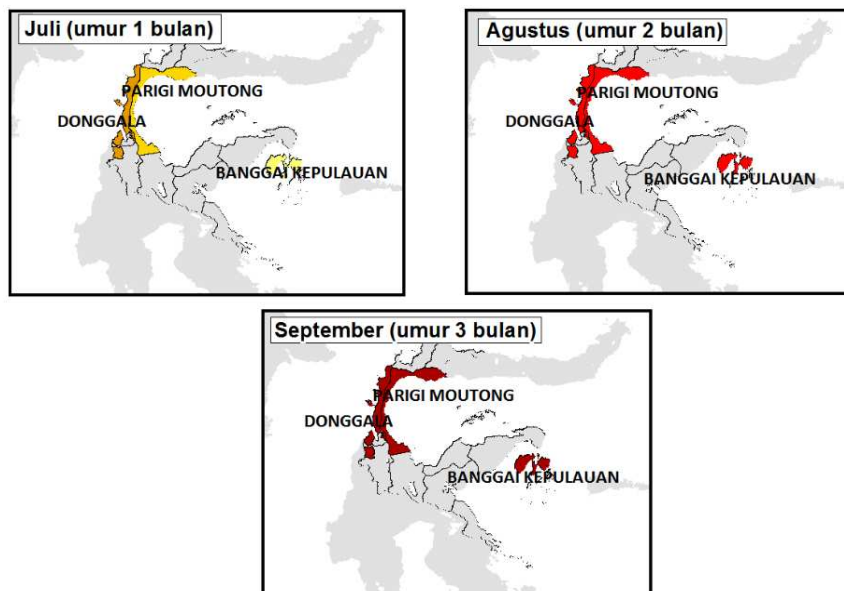 Juli (umur 1 bulan)
PARIGI MOUTONG
DONGGALA
BANGGAI KEPULAUAN
Agustus (umur 2 bulan)
PARIGI MOUTONG
DONGGALA
BANGGAI KEPULAUAN
September (umur 3 bulan)
PARIGI MOUTONG
DONGGALA
BANGGAI KEPULAUAN